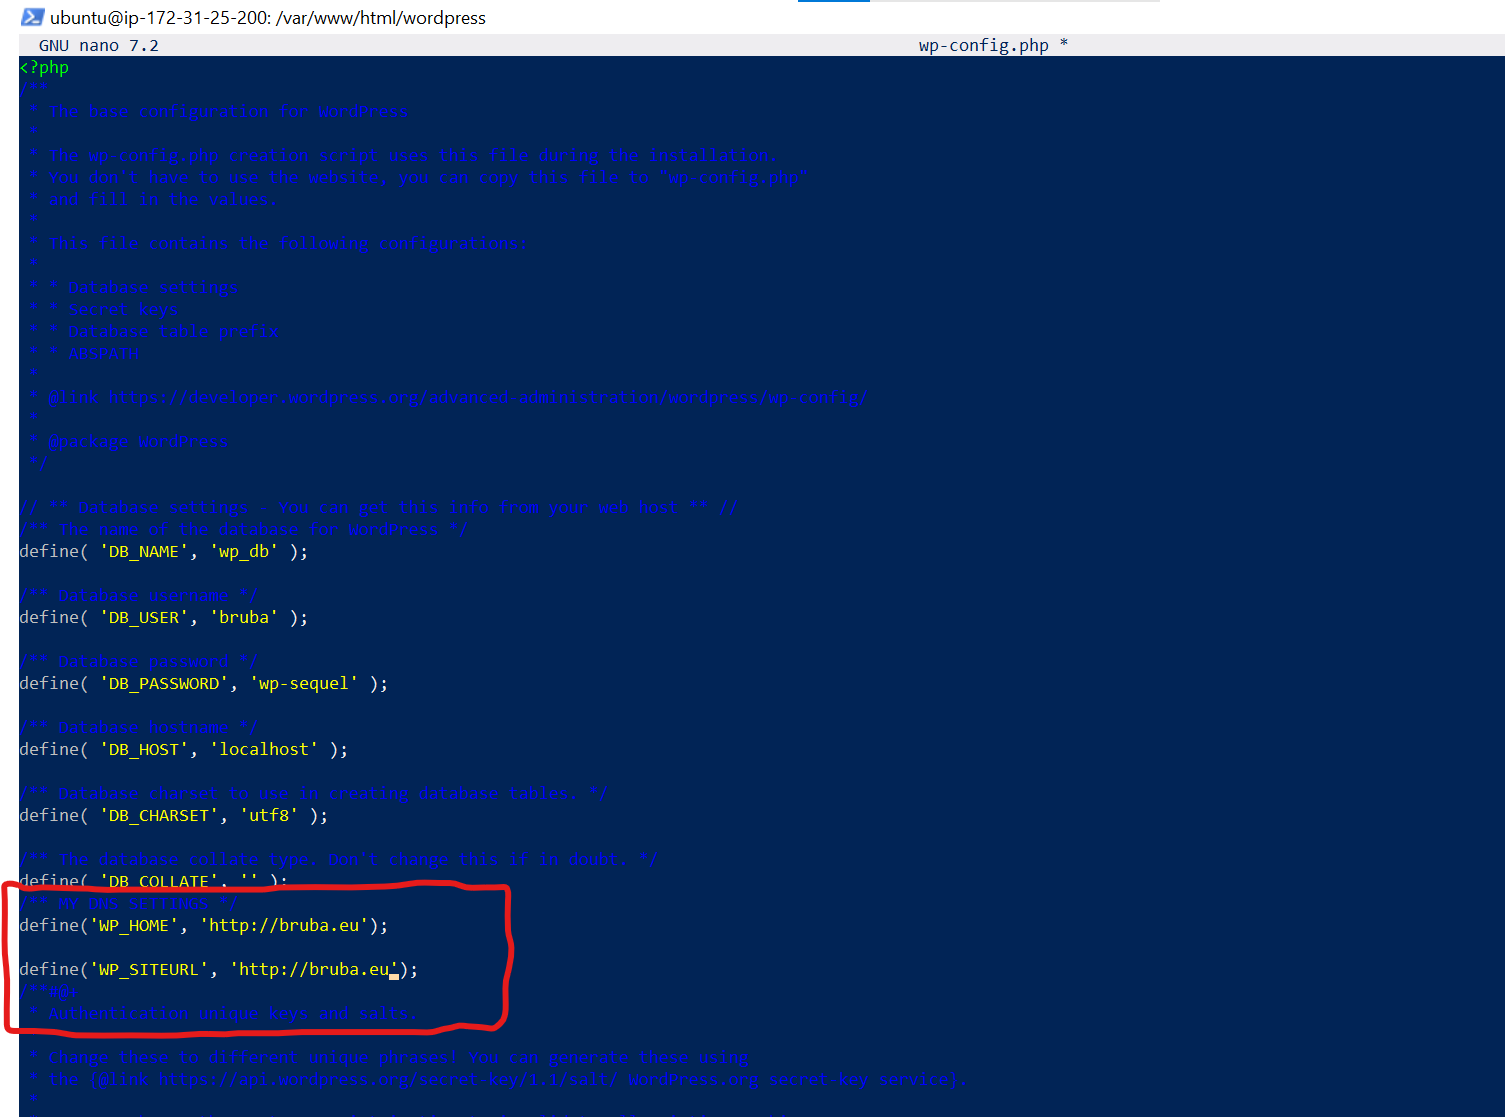 ubuntu@ip-172-31-25-200: /var/www/html/wordpress
GNU nano 7.2 wp-config.php *
<?php
/**
 * The base configuration for WordPress
 *
 * The wp-config.php creation script uses this file during the installation.
 * You don't have to use the website, you can copy this file to "wp-config.php"
 * and fill in the values.
 *
 * This file contains the following configurations:
 *
 * * Database settings
 * * Secret keys
 * * Database table prefix
 * * ABSPATH
 *
 * @link https://developer.wordpress.org/advanced-administration/wordpress/wp-config/
 *
 * @package WordPress
 */
// ** Database settings - You can get this info from your web host ** //
/** The name of the database for WordPress */
define( 'DB_NAME', 'wp_db' );
/** Database username */
define( 'DB_USER', 'bruba' );
/** Database password */
define( 'DB_PASSWORD', 'wp-sequel' );
/** Database hostname */
define( 'DB_HOST', 'localhost' );
/** Database charset to use in creating database tables. */
define( 'DB_CHARSET', 'utf8' );
/** The database collate type. Don't change this if in doubt. */
define( 'DB_COLLATE', '' );
/** MY DNS SETTINGS */
define('WP_HOME', 'http://bruba.eu');
define('WP_SITEURL', 'http://bruba.eu');
/**#@+
 * Authentication unique keys and salts.
 *
 * Change these to different unique phrases! You can generate these using
 * the {@link https://api.wordpress.org/secret-key/1.1/salt/ WordPress.org secret-key service}.
 *